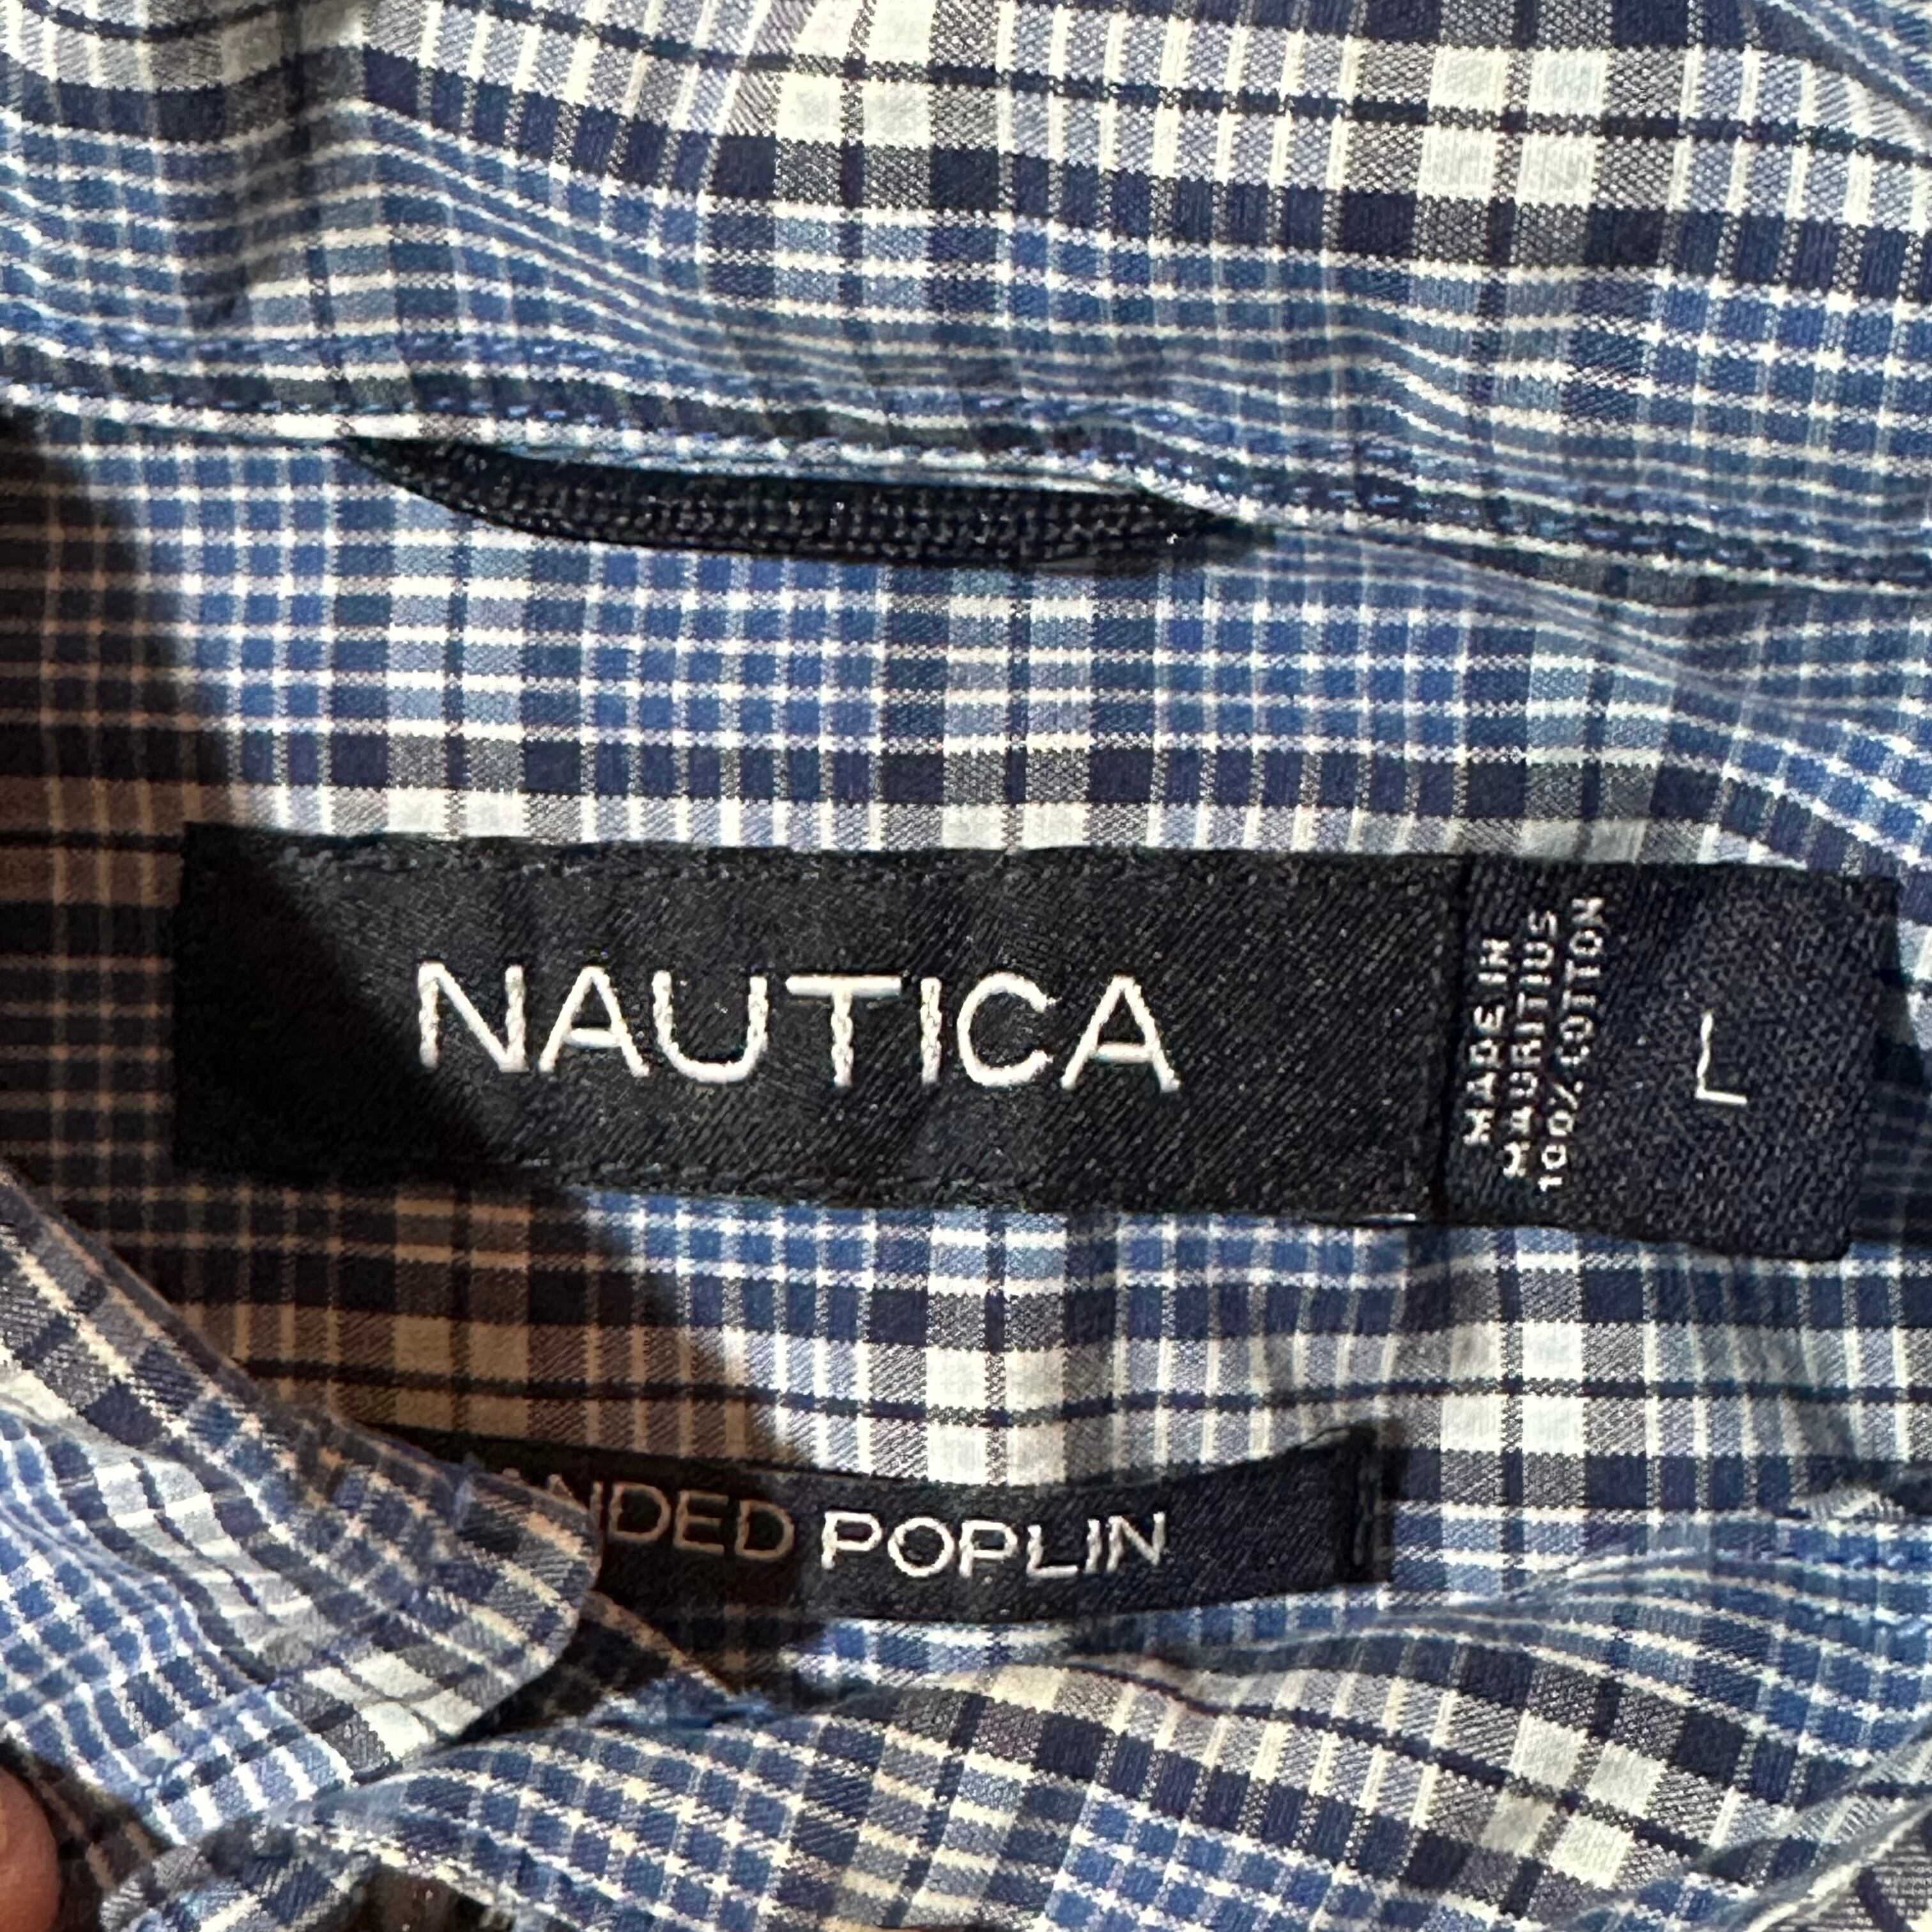 NAUTICA
MADE IN
MAURITIUS
100% COTTON
L
POPLIN